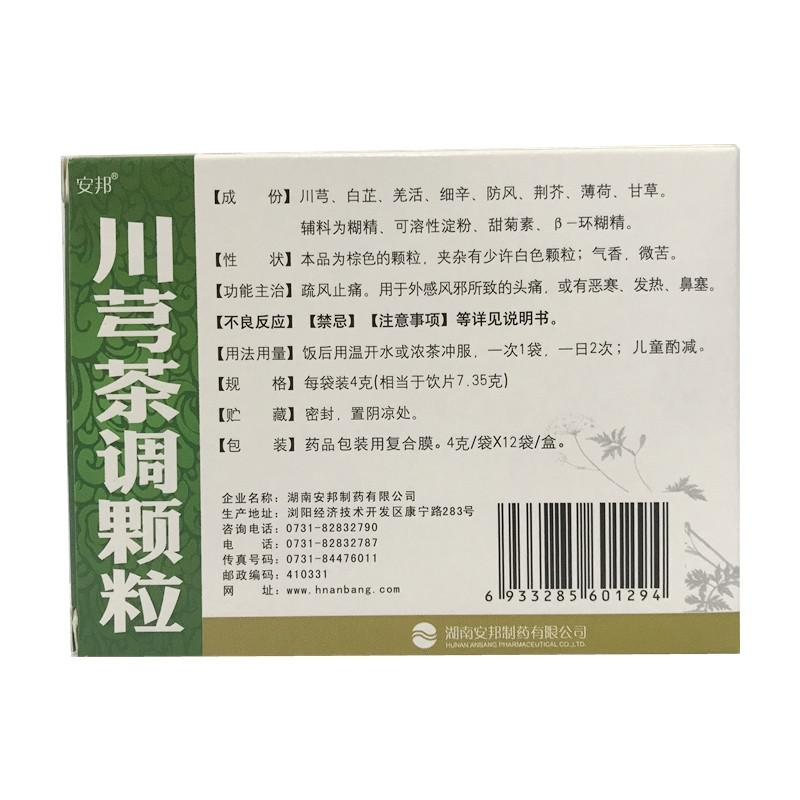 安邦®
川芎茶调颗粒
【成 份】川芎、白芷、羌活、细辛、防风、荆芥、薄荷、甘草。
辅料为糊精、可溶性淀粉、甜菊素、β-环糊精。
【性 状】本品为棕色的颗粒，夹杂有少许白色颗粒；气香，微苦。
【功能主治】疏风止痛。用于外感风邪所致的头痛，或有恶寒、发热、鼻塞。
【不良反应】【禁忌】【注意事项】等详见说明书。
【用法用量】饭后用温开水或浓茶冲服，一次1袋，一日2次；儿童酌减。
【规 格】每袋装4克(相当于饮片7.35克)
【贮 藏】密封，置阴凉处。
【包 装】药品包装用复合膜。4克/袋X12袋/盒。
企业名称：湖南安邦制药有限公司
生产地址：浏阳经济技术开发区康宁路283号
咨询电话：0731-82832790
电 话：0731-82832787
传真号码：0731-84476011
邮政编码：410331
网 址：www.hnanbang.com
6 933285 601294
湖南安邦制药有限公司
HUNAN ANBANG PHARMACEUTICAL CO.,LTD.